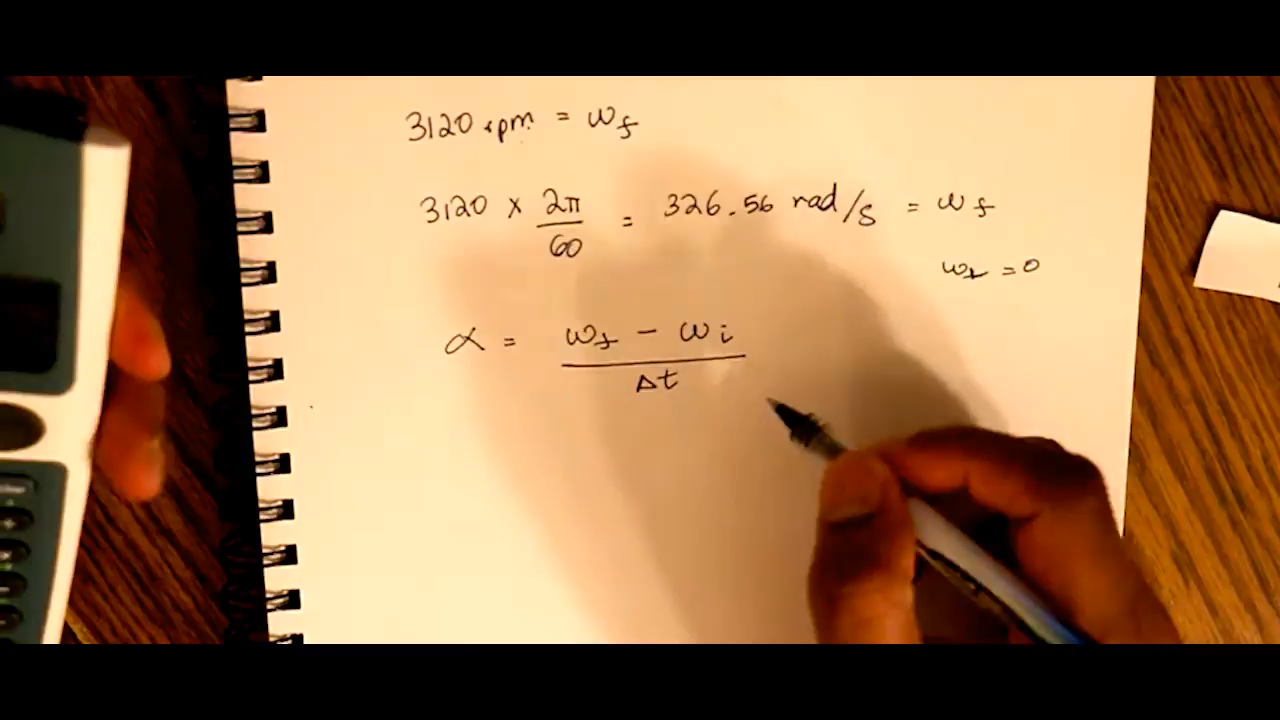 3120 rpm = ωf
3120 × 2π/60 = 326.56 rad/s = ωf
ωi = 0
α = ωf − ωi / Δt